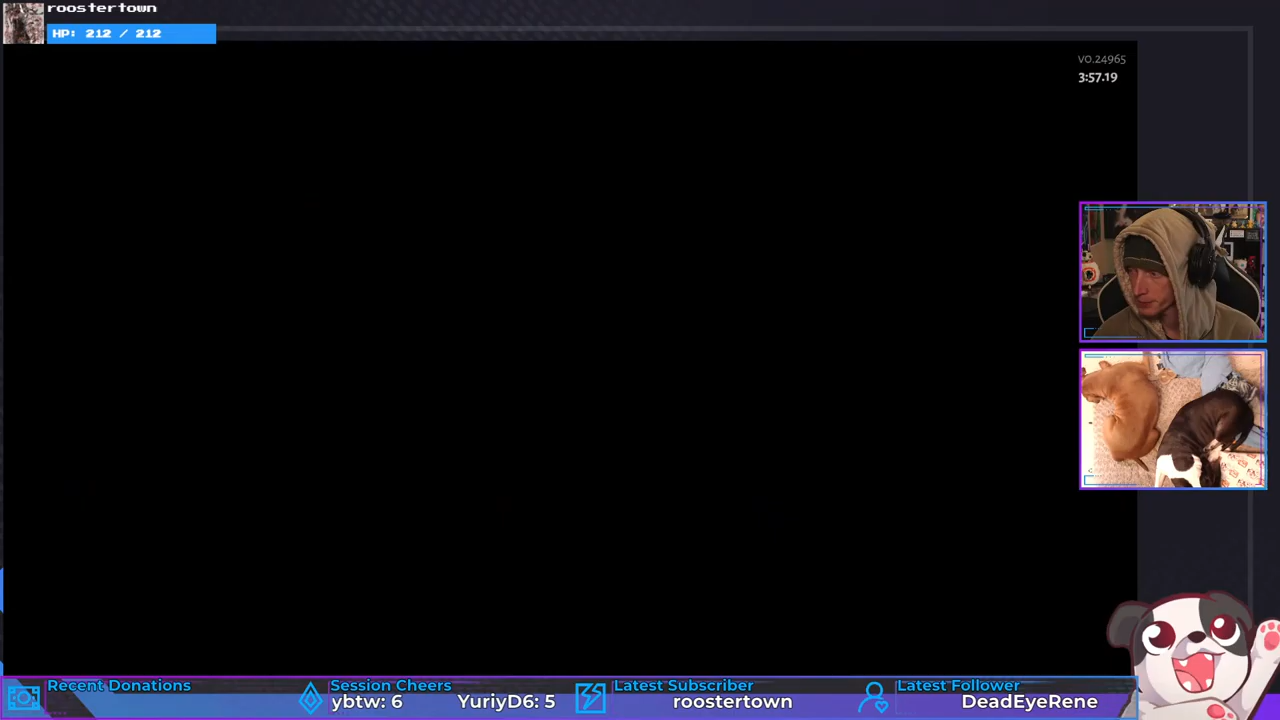 roostertown
HP: 212 / 212
V0.24965
3:57.19
Recent Donations
Session Cheers
ybtw: 6
YuriyD6: 5
Latest Subscriber
roostertown
Latest Follower
DeadEyeRene